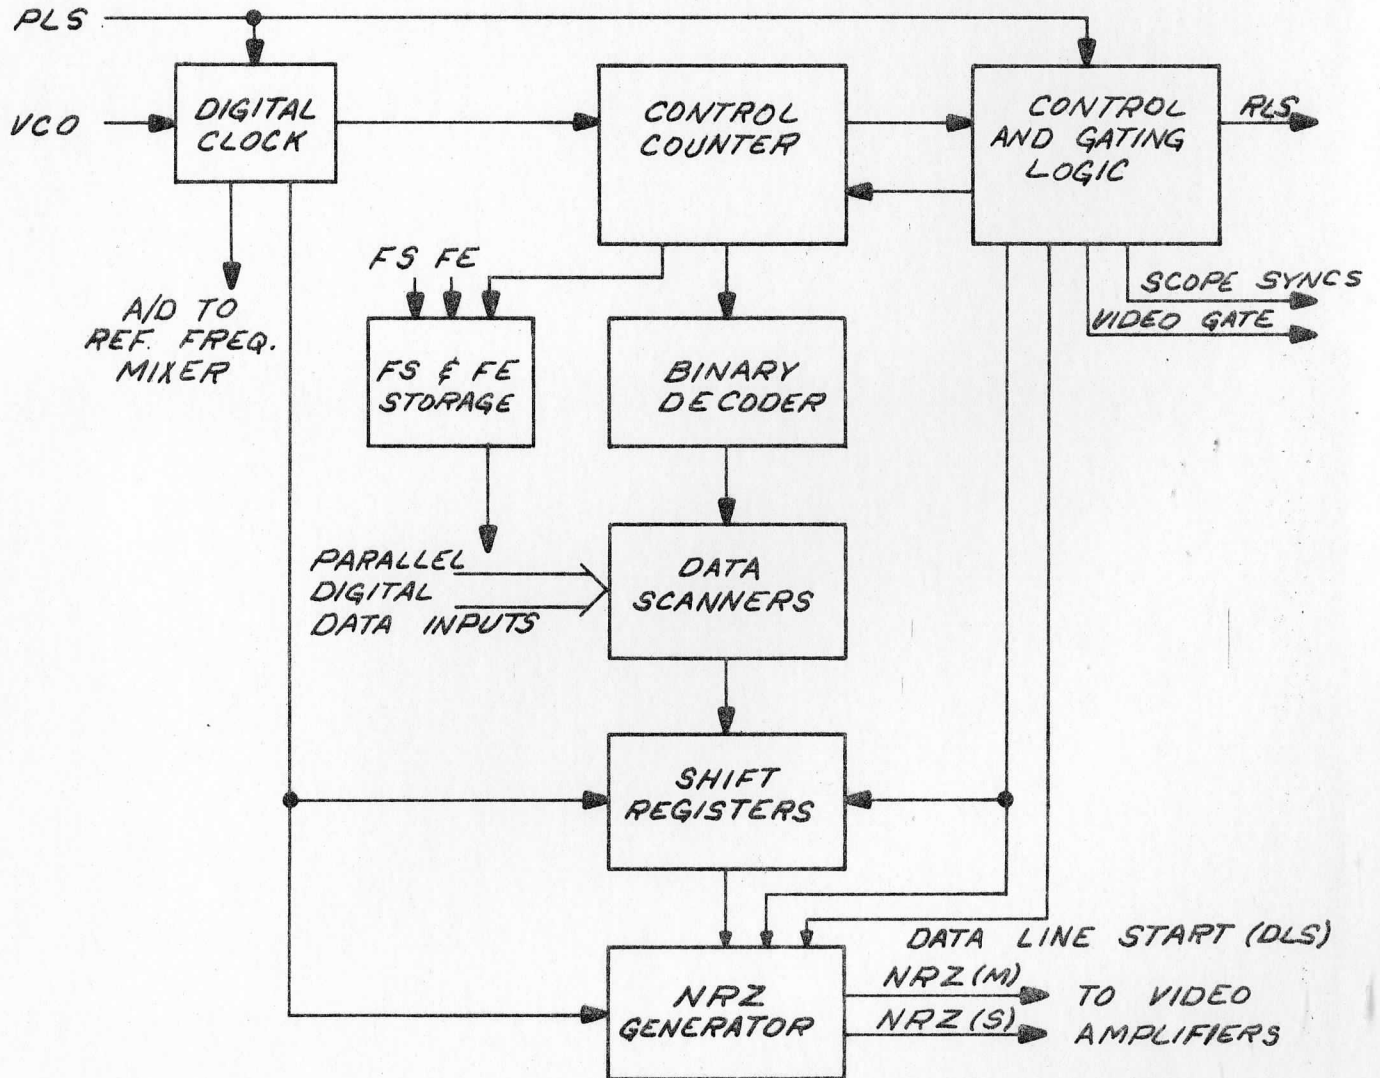 PLS
VCO
DIGITAL
CLOCK
CONTROL
COUNTER
CONTROL
AND GATING
LOGIC
RLS
FS FE
SCOPE SYNCS
VIDEO GATE
A/D TO
REF. FREQ.
MIXER
FS & FE
STORAGE
BINARY
DECODER
PARALLEL
DIGITAL
DATA INPUTS
DATA
SCANNERS
SHIFT
REGISTERS
DATA LINE START (DLS)
NRZ
GENERATOR
NRZ(M)
NRZ(S)
TO VIDEO
AMPLIFIERS